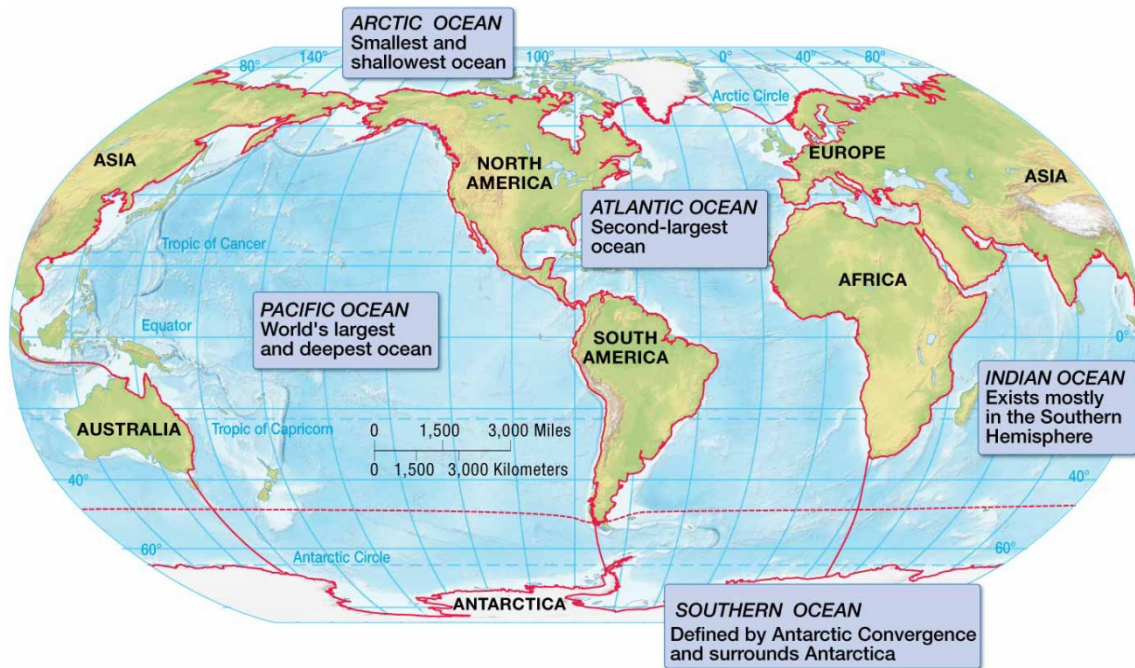 ARCTIC OCEAN
Smallest and
shallowest ocean
80°
140°
100°
0°
40°
80°
Arctic Circle
ASIA
NORTH
AMERICA
EUROPE
ASIA
ATLANTIC OCEAN
Second-largest
ocean
Tropic of Cancer
AFRICA
PACIFIC OCEAN
World's largest
and deepest ocean
Equator
SOUTH
AMERICA
0°
INDIAN OCEAN
Exists mostly
in the Southern
Hemisphere
AUSTRALIA
Tropic of Capricorn
0 1,500 3,000 Miles
0 1,500 3,000 Kilometers
40°
40°
60°
60°
Antarctic Circle
ANTARCTICA
SOUTHERN OCEAN
Defined by Antarctic Convergence
and surrounds Antarctica